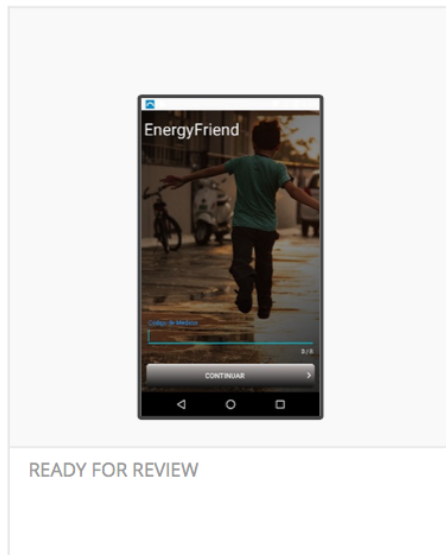 EnergyFriend
Código de Medidor
0 / 8
CONTINUAR
READY FOR REVIEW